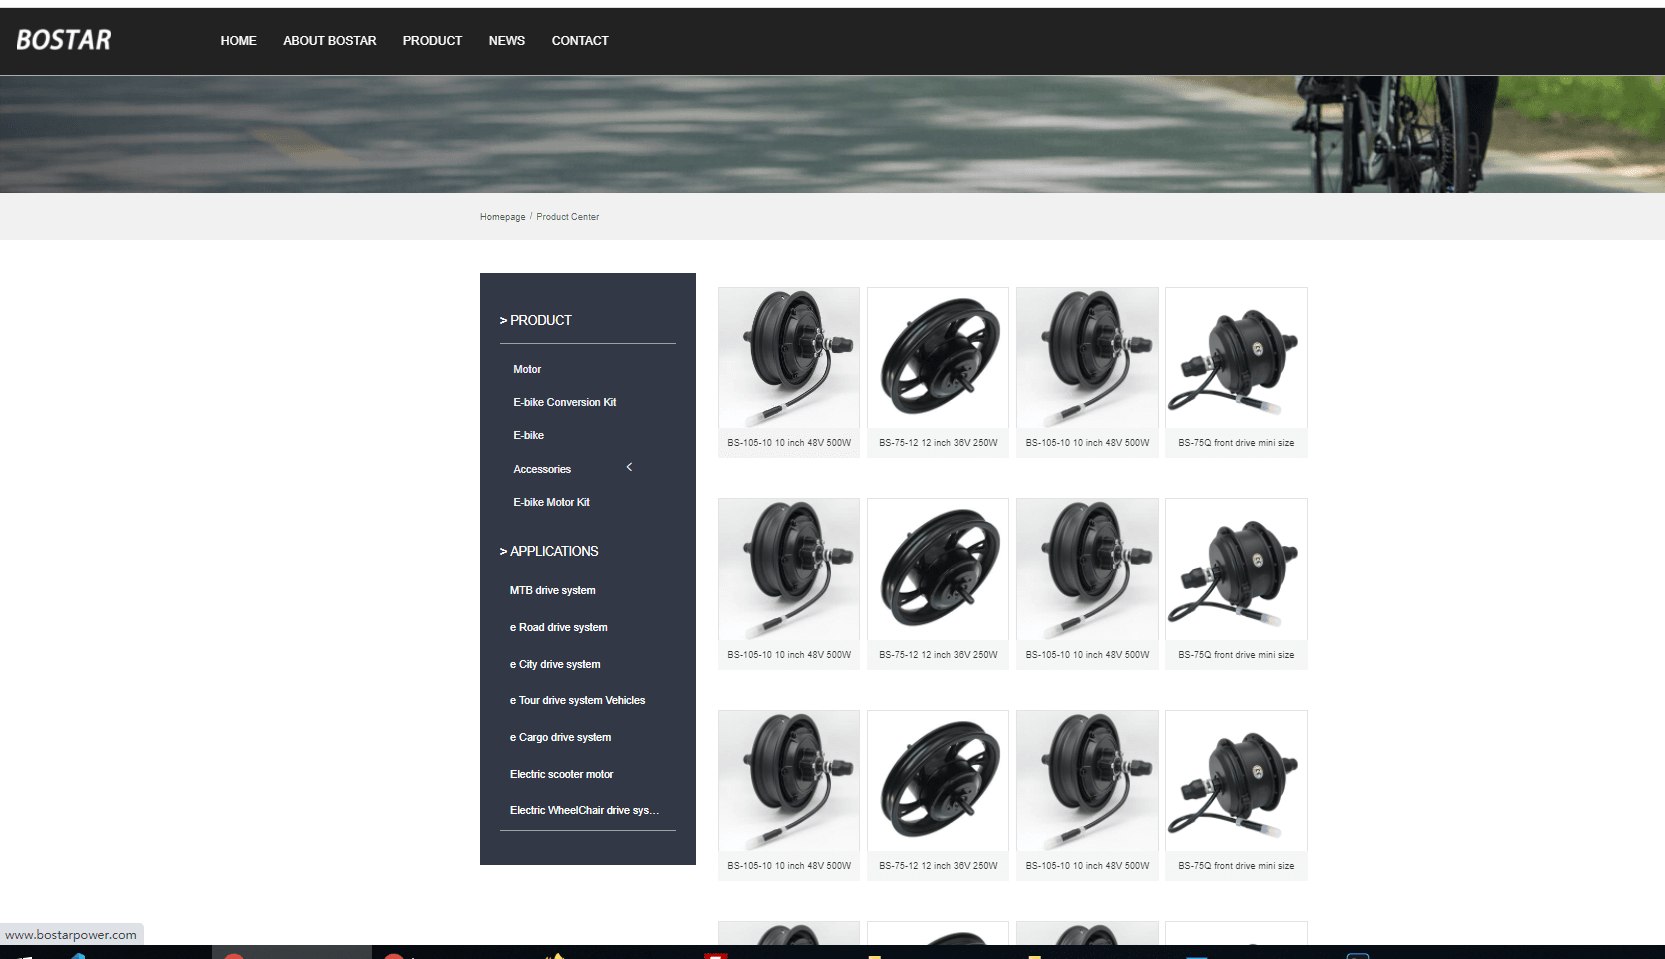 BOSTAR
HOME ABOUT BOSTAR PRODUCT NEWS CONTACT
Homepage / Product Center
> PRODUCT
Motor
E-bike Conversion Kit
E-bike
Accessories
E-bike Motor Kit
> APPLICATIONS
MTB drive system
e Road drive system
e City drive system
e Tour drive system Vehicles
e Cargo drive system
Electric scooter motor
Electric WheelChair drive sys...
BS-105-10 10 inch 48V 500W
BS-75-12 12 inch 36V 250W
BS-105-10 10 inch 48V 500W
BS-75Q front drive mini size
BS-105-10 10 inch 48V 500W
BS-75-12 12 inch 36V 250W
BS-105-10 10 inch 48V 500W
BS-75Q front drive mini size
BS-105-10 10 inch 48V 500W
BS-75-12 12 inch 36V 250W
BS-105-10 10 inch 48V 500W
BS-75Q front drive mini size
www.bostarpower.com